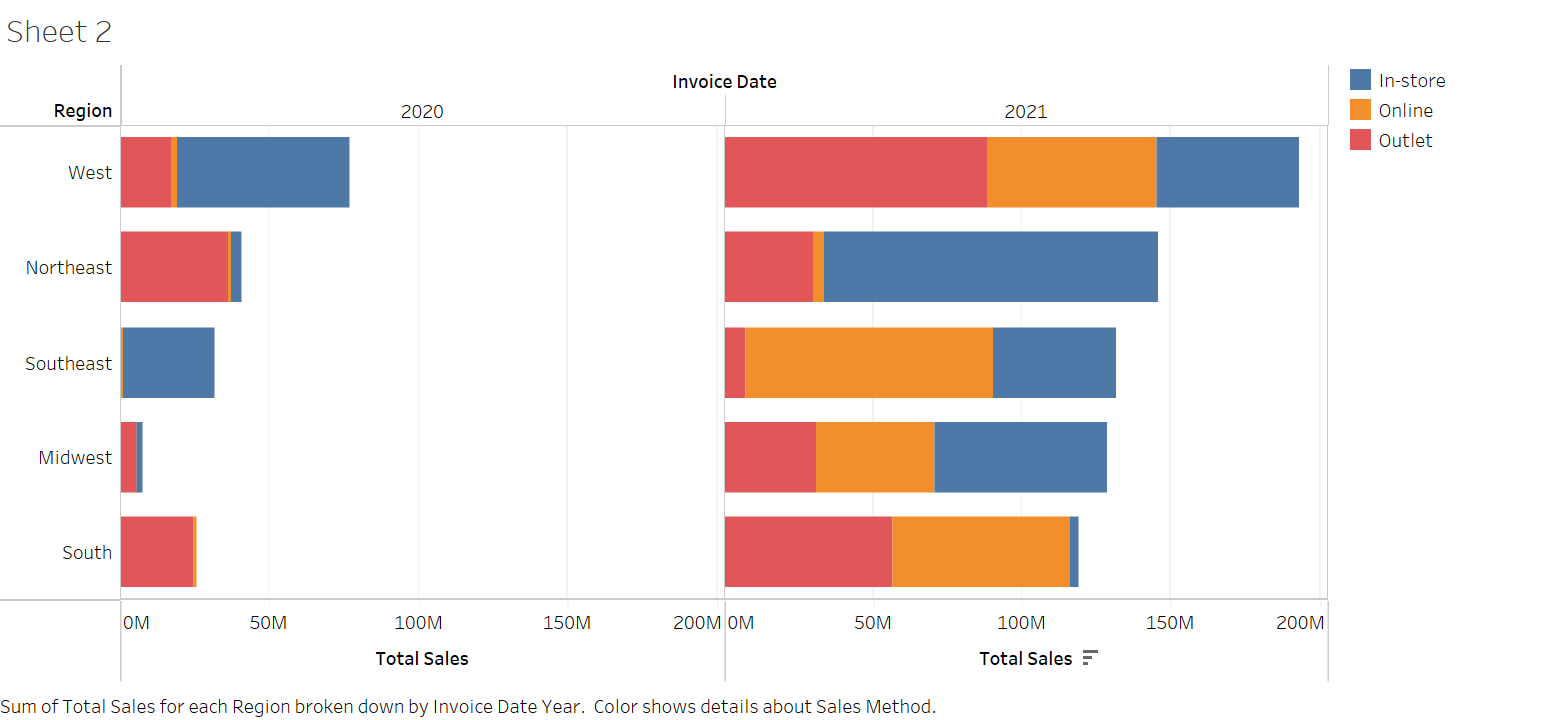 Sheet 2
Invoice Date
Region 2020 2021
In-store
Online
Outlet
West
Northeast
Southeast
Midwest
South
0M 50M 100M 150M 200M 0M 50M 100M 150M 200M
Total Sales Total Sales
Sum of Total Sales for each Region broken down by Invoice Date Year. Color shows details about Sales Method.